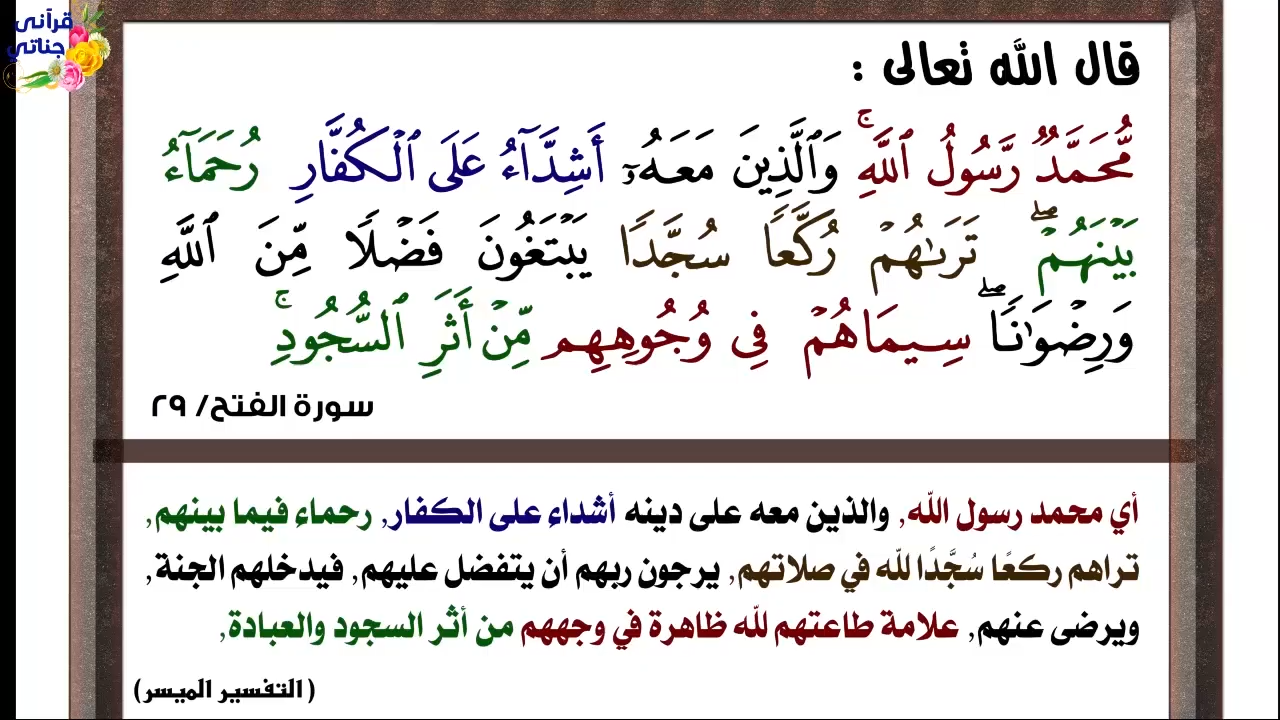 قرآنى
جناتي
قال الله تعالى :
مُّحَمَّدٌ رَّسُولُ ٱللَّهِۚ وَٱلَّذِينَ مَعَهُۥٓ أَشِدَّآءُ عَلَى ٱلْكُفَّارِ رُحَمَآءُ
بَيْنَهُمْۖ تَرَىٰهُمْ رُكَّعًا سُجَّدًا يَبْتَغُونَ فَضْلًا مِّنَ ٱللَّهِ
وَرِضْوَٰنًاۖ سِيمَاهُمْ فِى وُجُوهِهِم مِّنْ أَثَرِ ٱلسُّجُودِۚ
سورة الفتح/ ٢٩
أي محمد رسول الله, والذين معه على دينه أشداء على الكفار, رحماء فيما بينهم,
تراهم ركعًا سُجَّدًا لله في صلاتهم, يرجون ربهم أن يتفضل عليهم, فيدخلهم الجنة,
ويرضى عنهم, علامة طاعتهم لله ظاهرة في وجههم من أثر السجود والعبادة,
( التفسير الميسر)